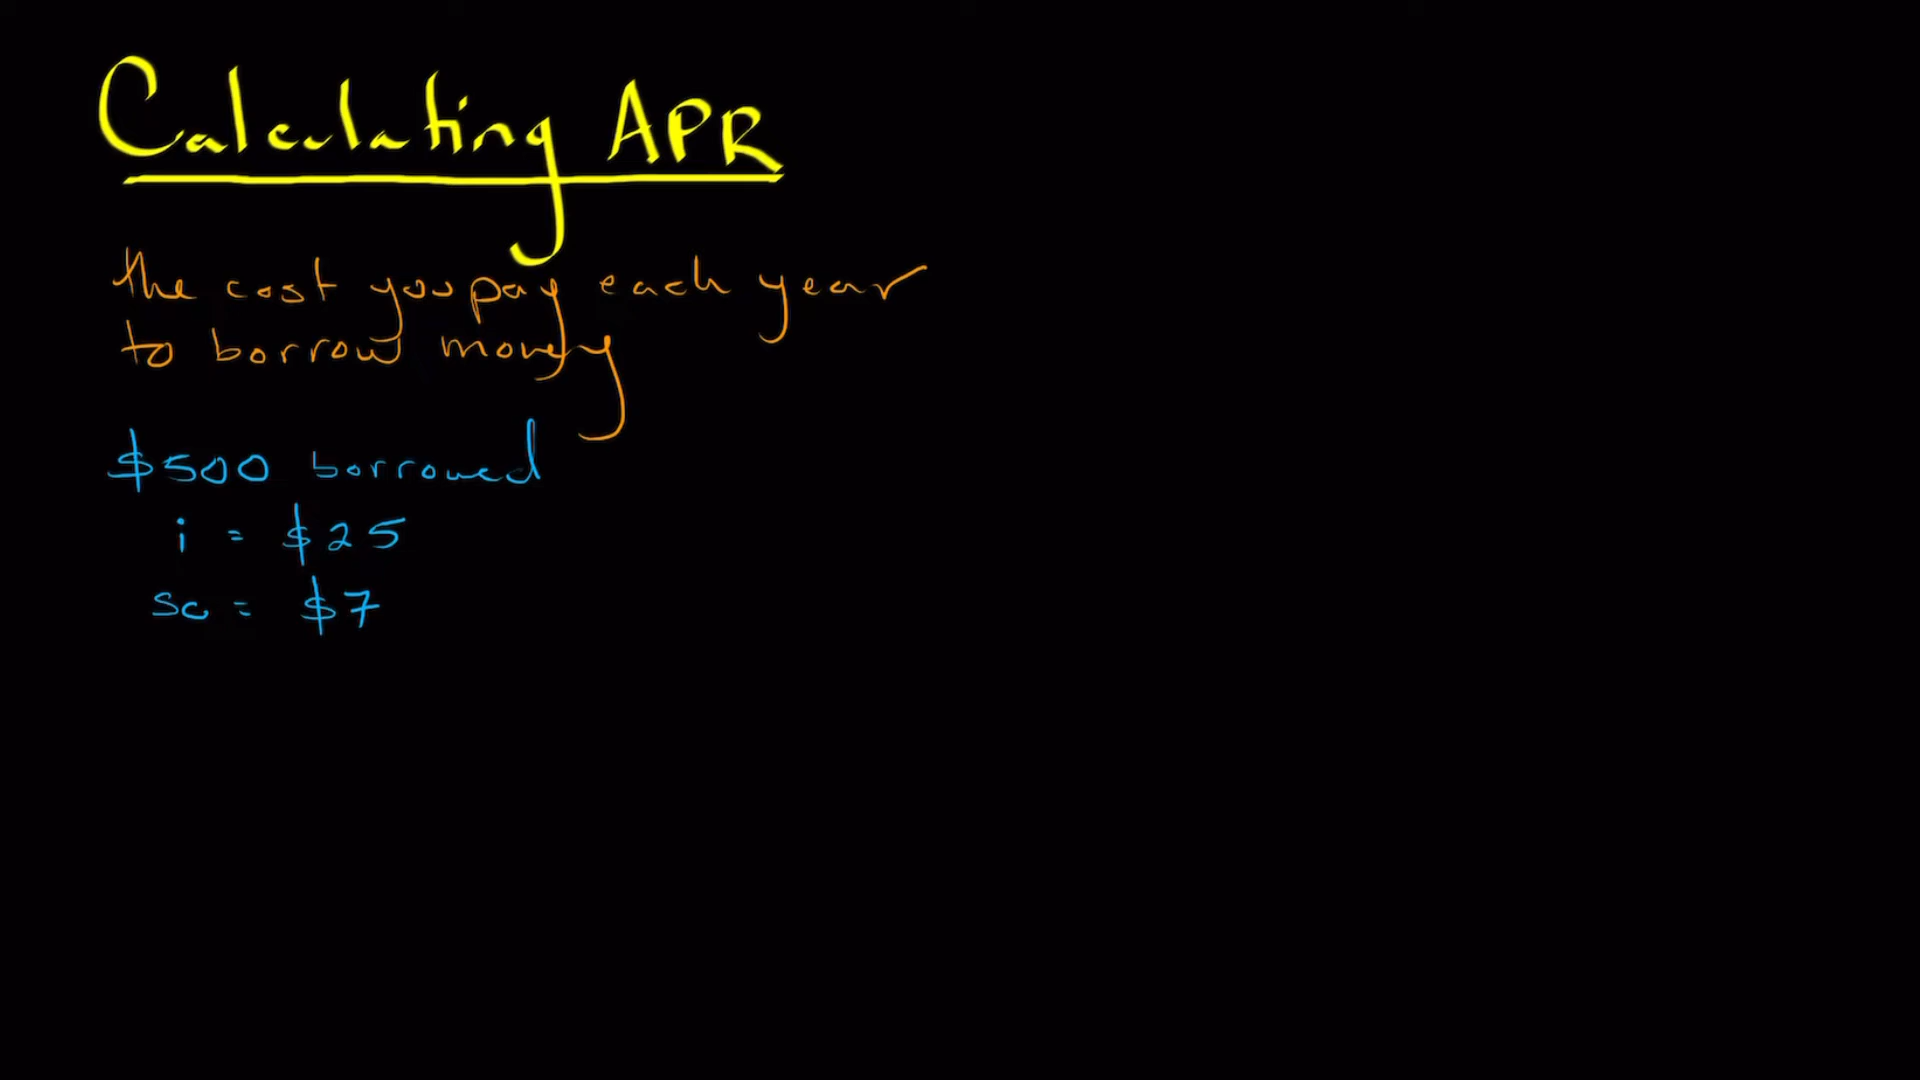 Calculating APR
the cost you pay each year
to borrow money
$500 borrowed
i = $25
sc = $7